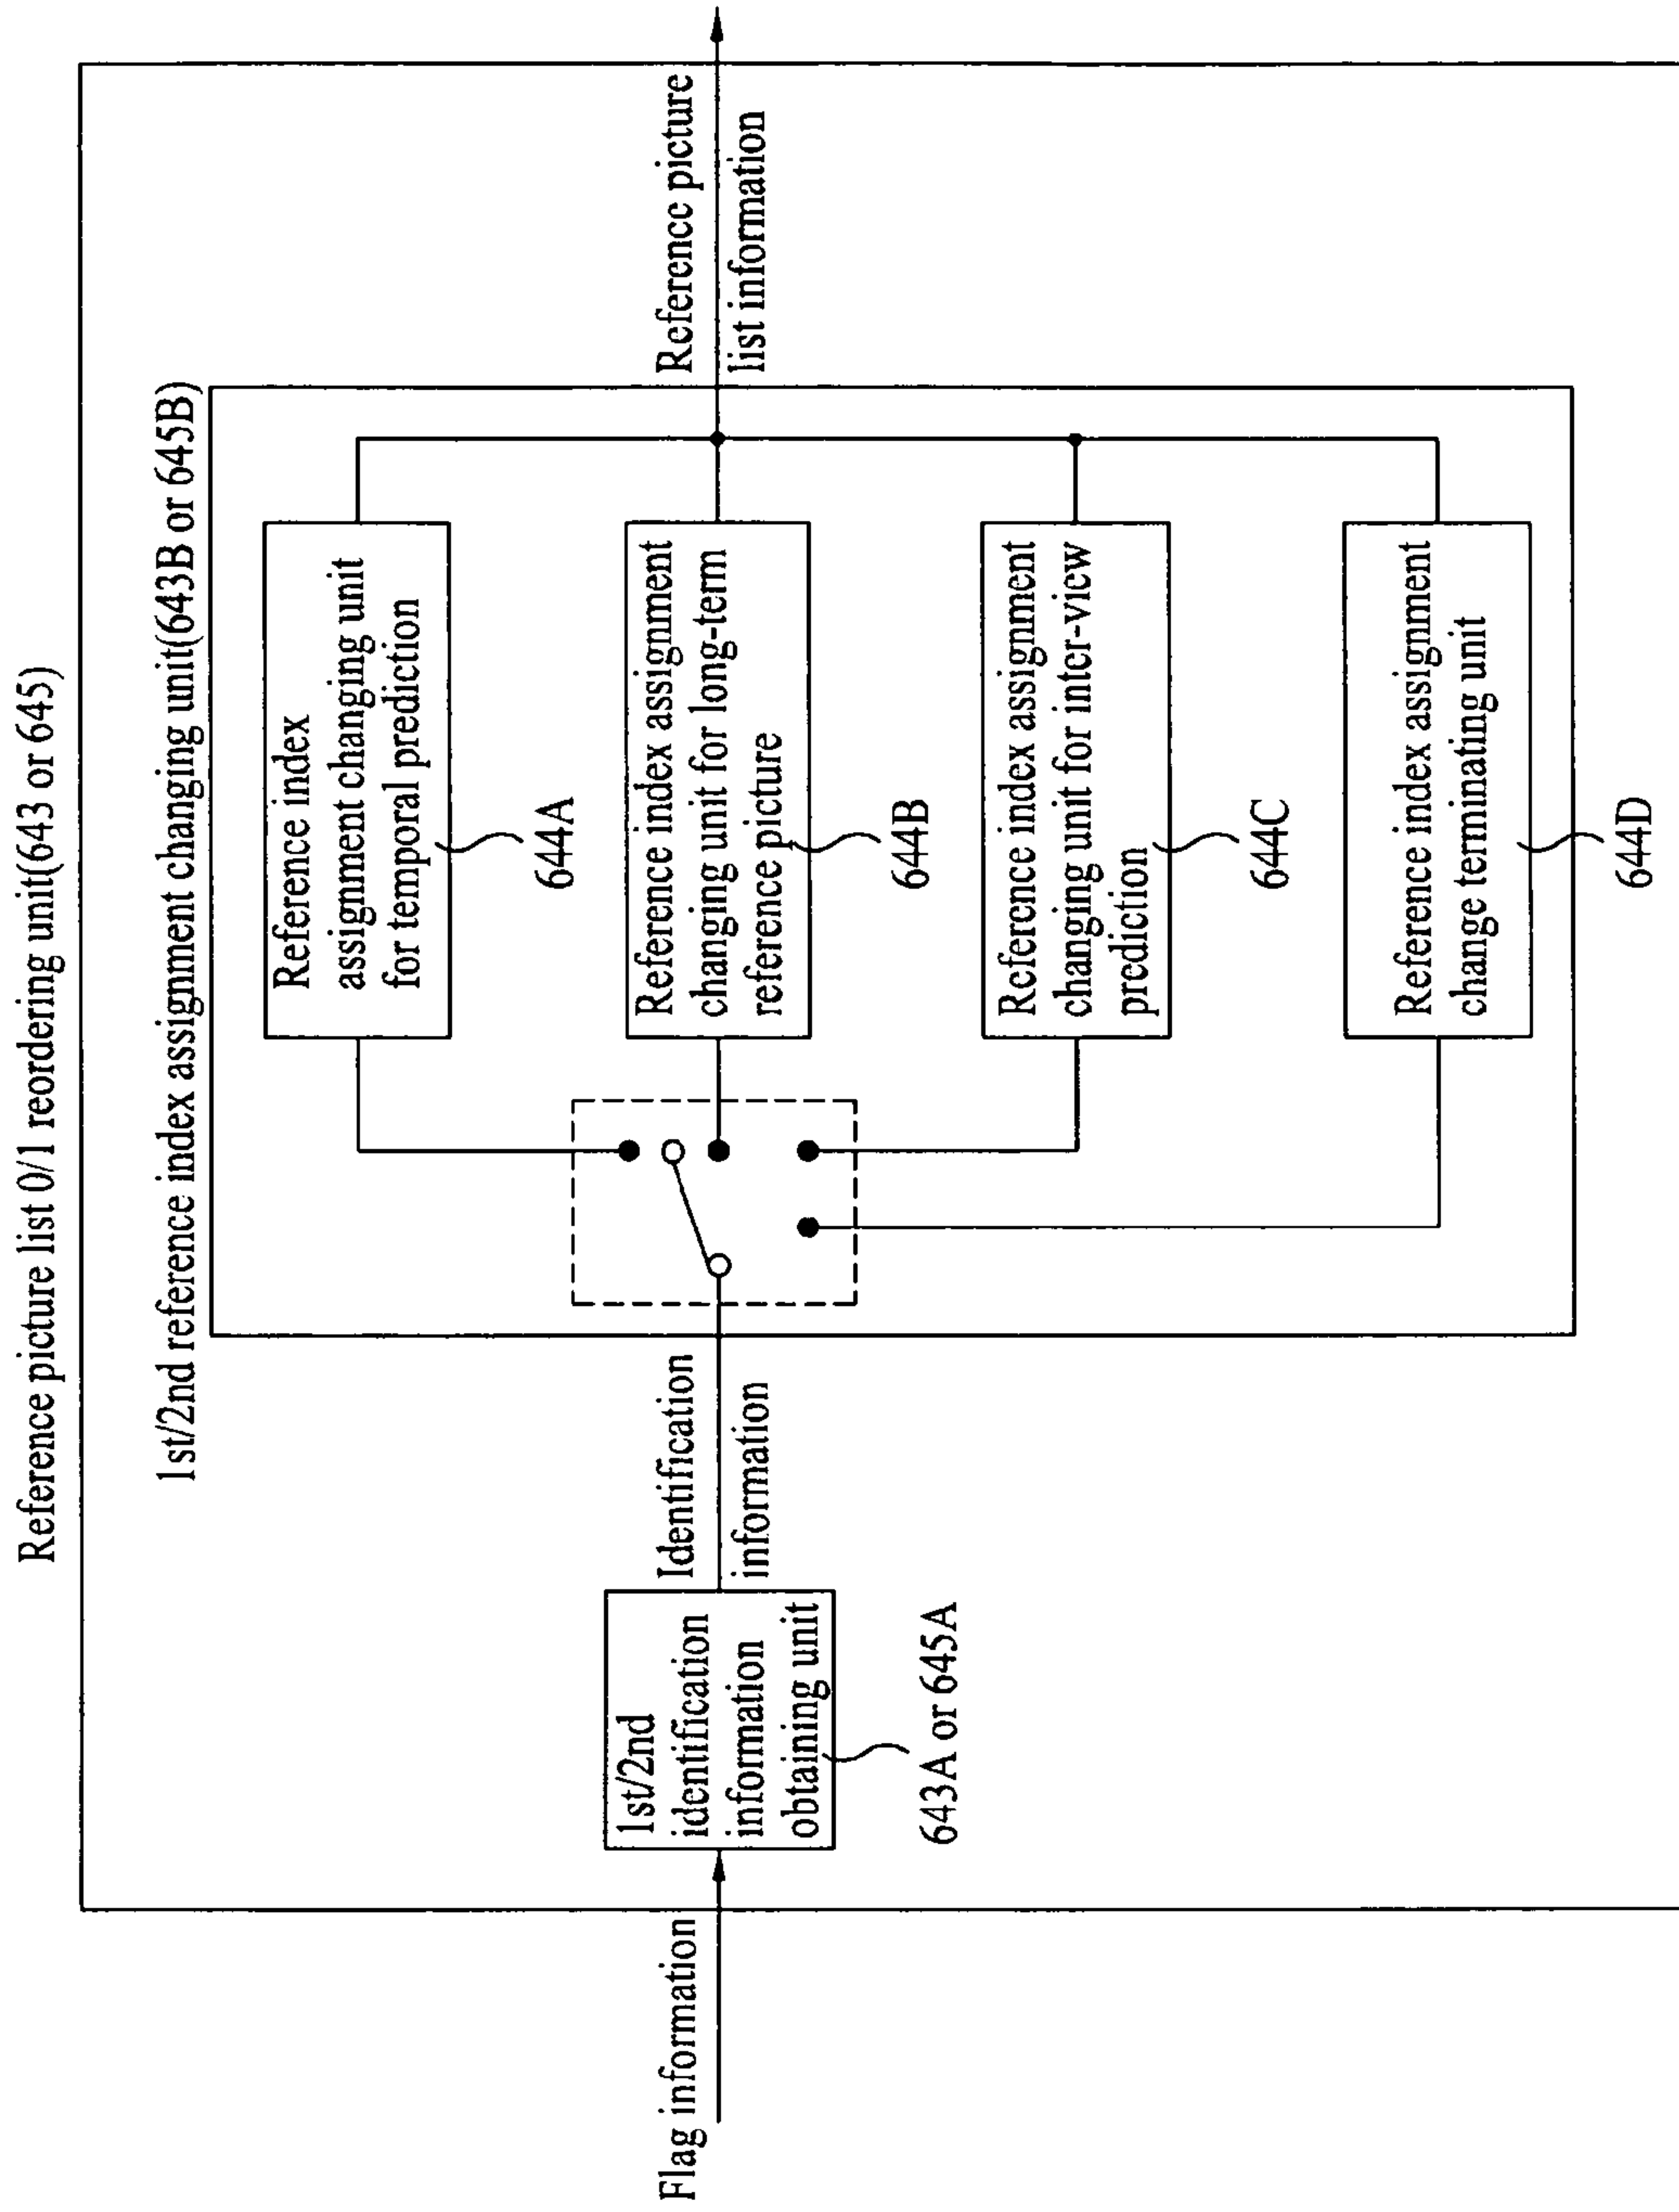 Reference picture list 0/1 reordering unit(643 or 645)
1st/2nd reference index assignment changing unit(643B or 645B)
Flag information
1st/2nd
identification
information
obtaining unit
643A or 645A
Identification
information
Reference index
assignment changing unit
for temporal prediction
644A
Reference index assignment
changing unit for long-term
reference picture
644B
Reference index assignment
changing unit for inter-view
prediction
644C
Reference index assignment
change terminating unit
644D
Reference picture
list information